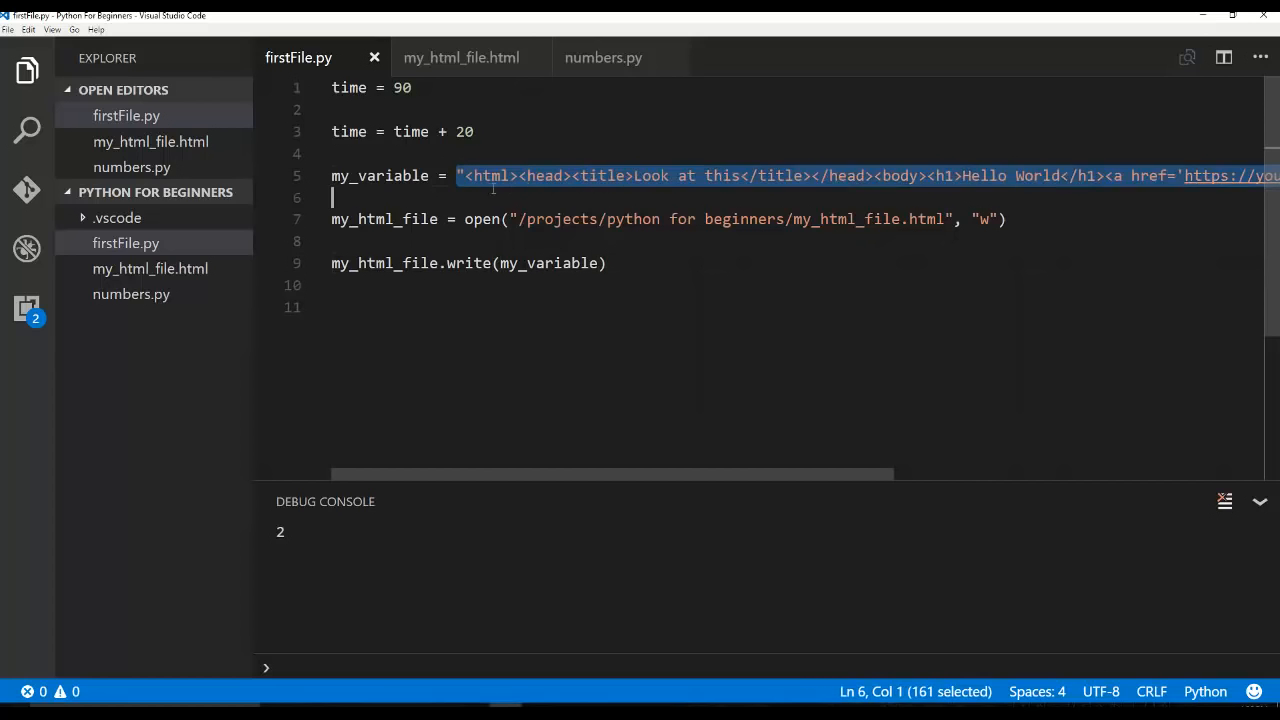 firstFile.py - Python For Beginners - Visual Studio Code
File Edit View Go Help
EXPLORER
OPEN EDITORS
firstFile.py
my_html_file.html
numbers.py
PYTHON FOR BEGINNERS
.vscode
firstFile.py
my_html_file.html
numbers.py
2
firstFile.py my_html_file.html numbers.py
1 time = 90
2
3 time = time + 20
4
5 my_variable = "<html><head><title>Look at this</title></head><body><h1>Hello World</h1><a href='https://you
6
7 my_html_file = open("/projects/python for beginners/my_html_file.html", "w")
8
9 my_html_file.write(my_variable)
10
11
DEBUG CONSOLE
2
0 0 Ln 6, Col 1 (161 selected) Spaces: 4 UTF-8 CRLF Python